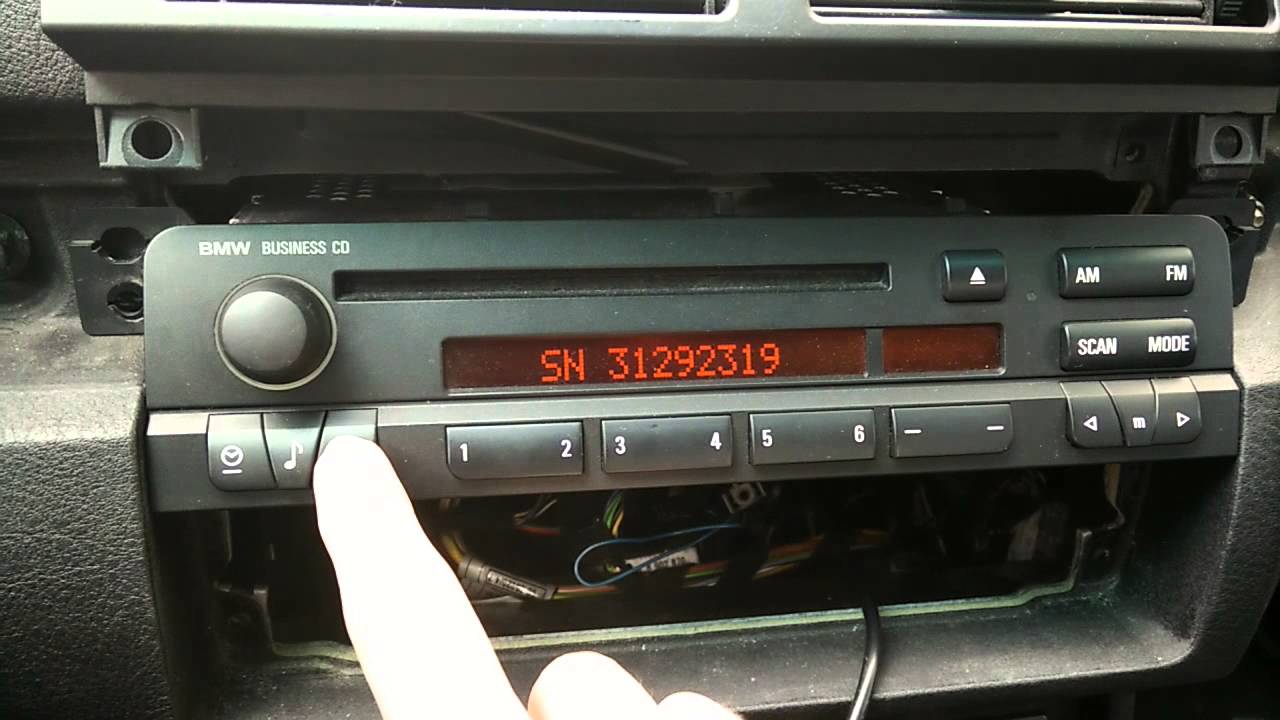 BMW BUSINESS CD
AM FM
SN 31292319
SCAN MODE
1 2
3 4
5 6
m